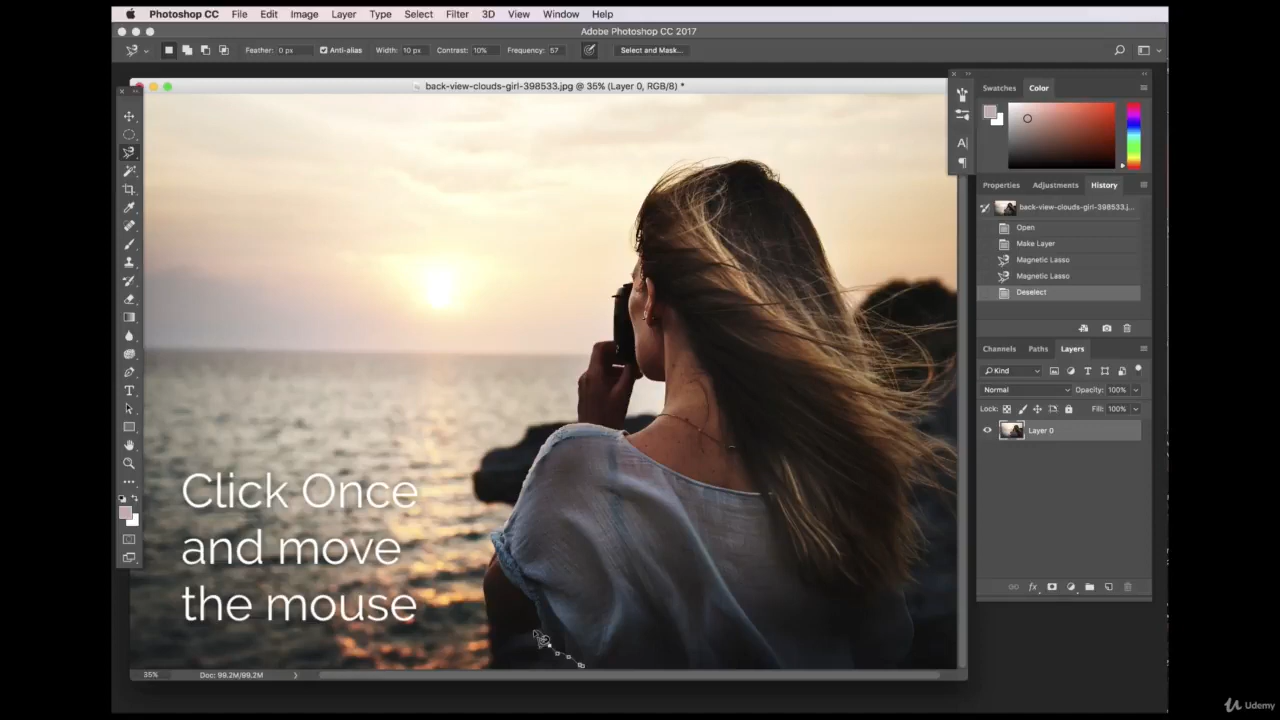 Photoshop CC File Edit Image Layer Type Select Filter 3D View Window Help
Adobe Photoshop CC 2017
Feather: 0 px Anti-alias Width: 10 px Contrast: 10% Frequency: 57 Select and Mask...
back-view-clouds-girl-398533.jpg @ 35% (Layer 0, RGB/8) *
Swatches Color
Properties Adjustments History
back-view-clouds-girl-398533.j...
Open
Make Layer
Magnetic Lasso
Magnetic Lasso
Deselect
Channels Paths Layers
Kind
Normal Opacity: 100%
Lock: Fill: 100%
Layer 0
Click Once
and move
the mouse
35% Doc: 99.2M/99.2M
Udemy